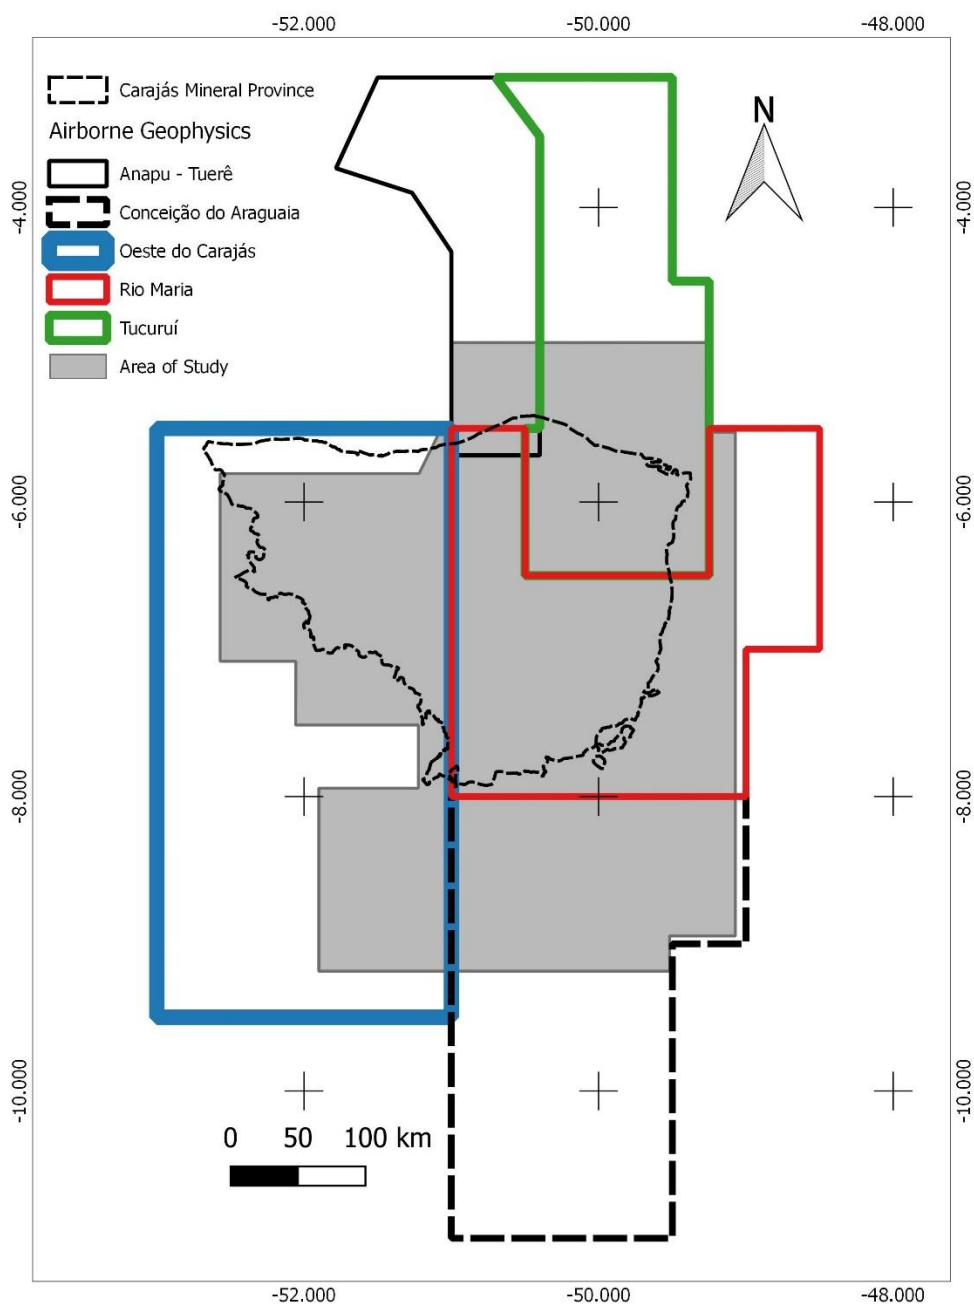 -52.000 -50.000 -48.000
Carajás Mineral Province
Airborne Geophysics
Anapu - Tuerê
Conceição do Araguaia
Oeste do Carajás
Rio Maria
Tucuruí
Area of Study
N
-4.000 -4.000
-6.000 -6.000
-8.000 -8.000
-10.000 -10.000
0 50 100 km
-52.000 -50.000 -48.000